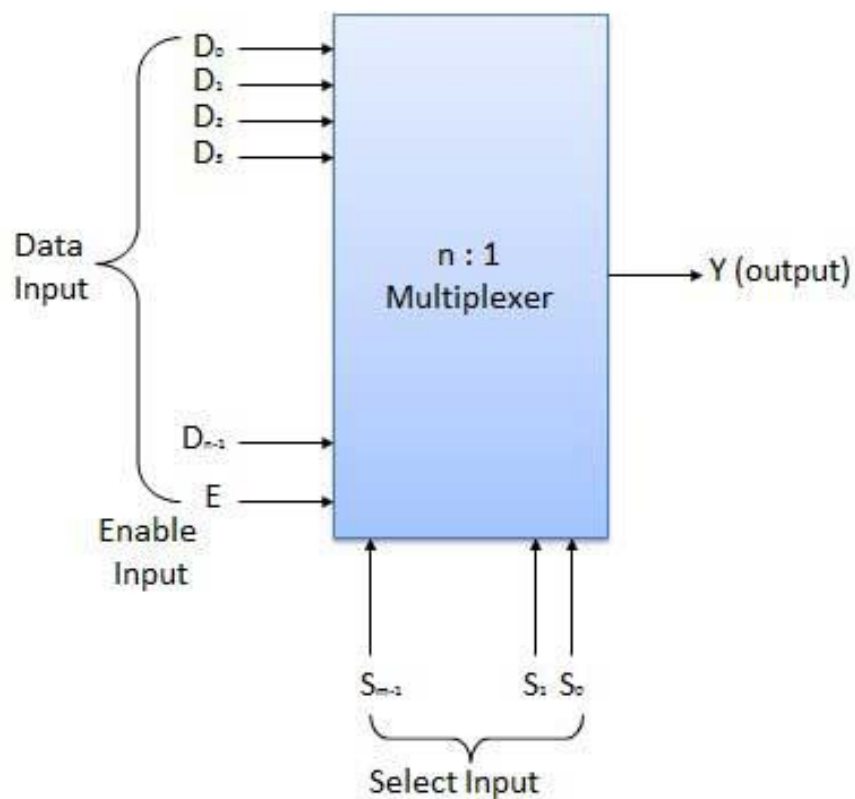 D₀
D₁
D₂
D₃
Data
Input
n : 1
Multiplexer
Y (output)
Dₙ₋₁
E
Enable
Input
Sₘ₋₁ S₁ S₀
Select Input